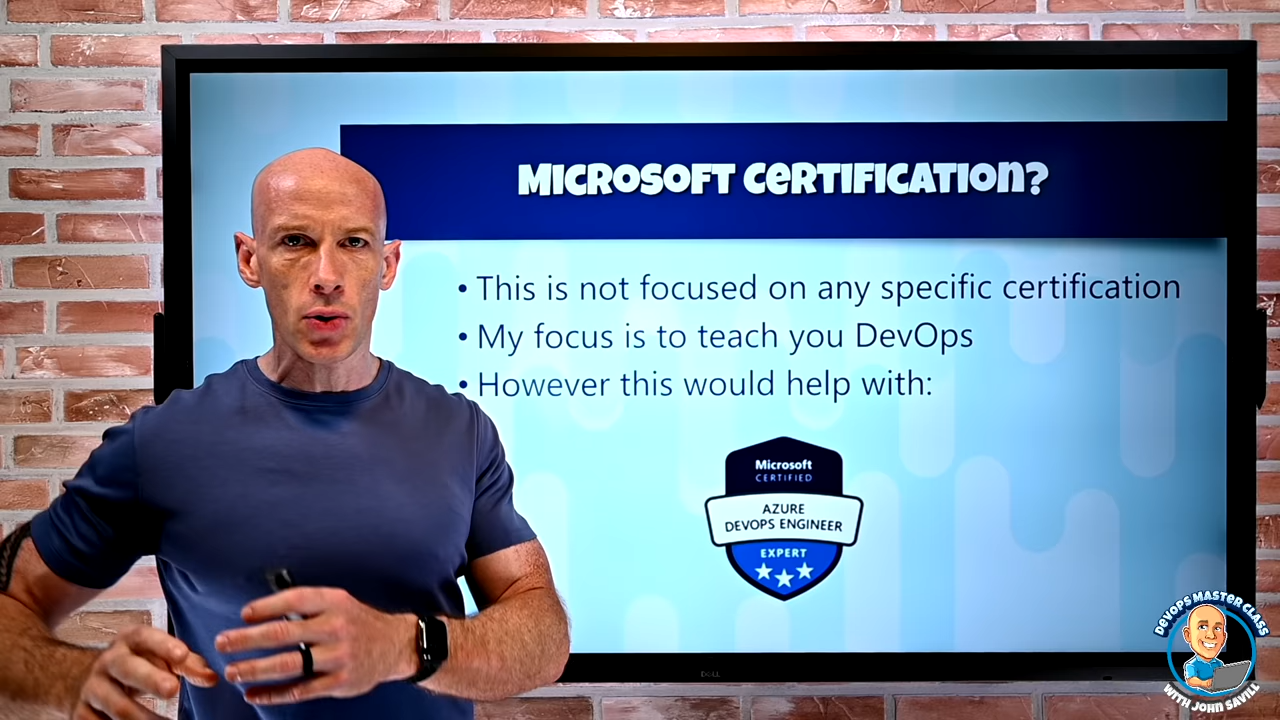 Microsoft Certification?
• This is not focused on any specific certification
• My focus is to teach you DevOps
• However this would help with:
Microsoft
CERTIFIED
AZURE
DEVOPS ENGINEER
EXPERT
DELL
DEVOPS MASTER CLASS
WITH JOHN SAVILL